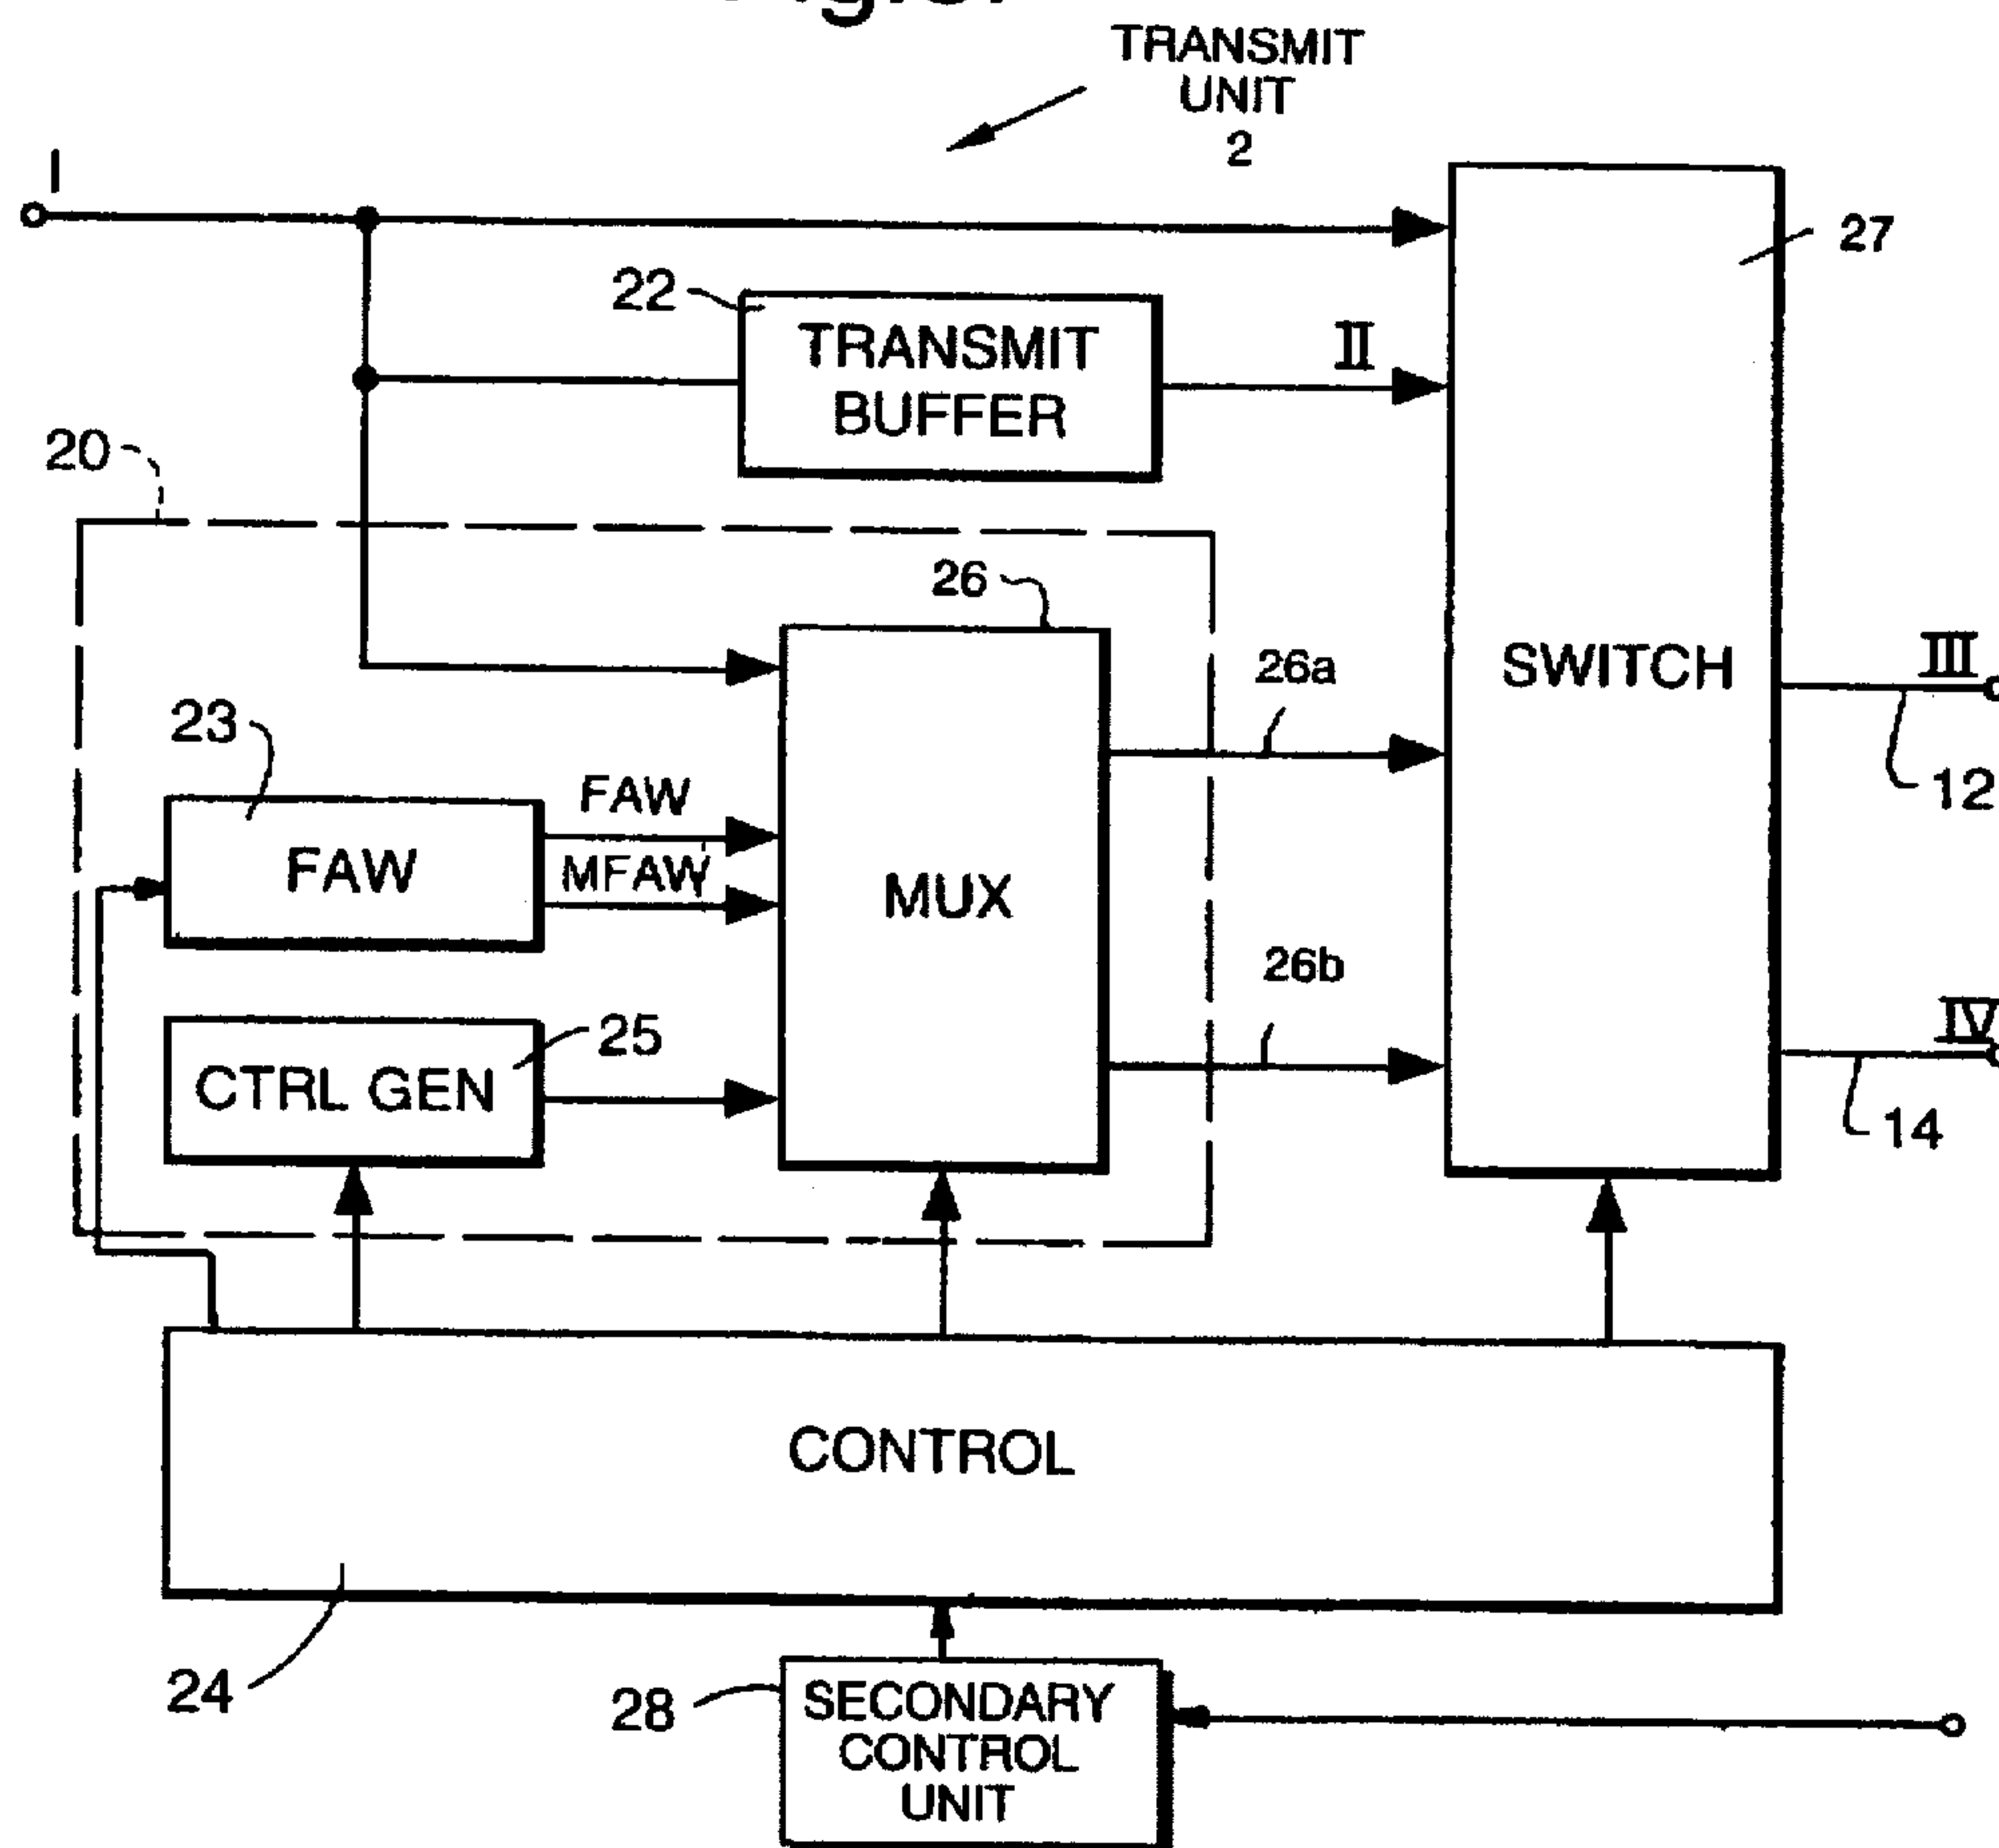 TRANSMIT
UNIT
2
I
27
22
TRANSMIT
BUFFER
II
20
26
26a
SWITCH
III
12
23
FAW
FAW
MFAW
MUX
26b
IV
14
25
CTRL GEN
CONTROL
24
28
SECONDARY
CONTROL
UNIT